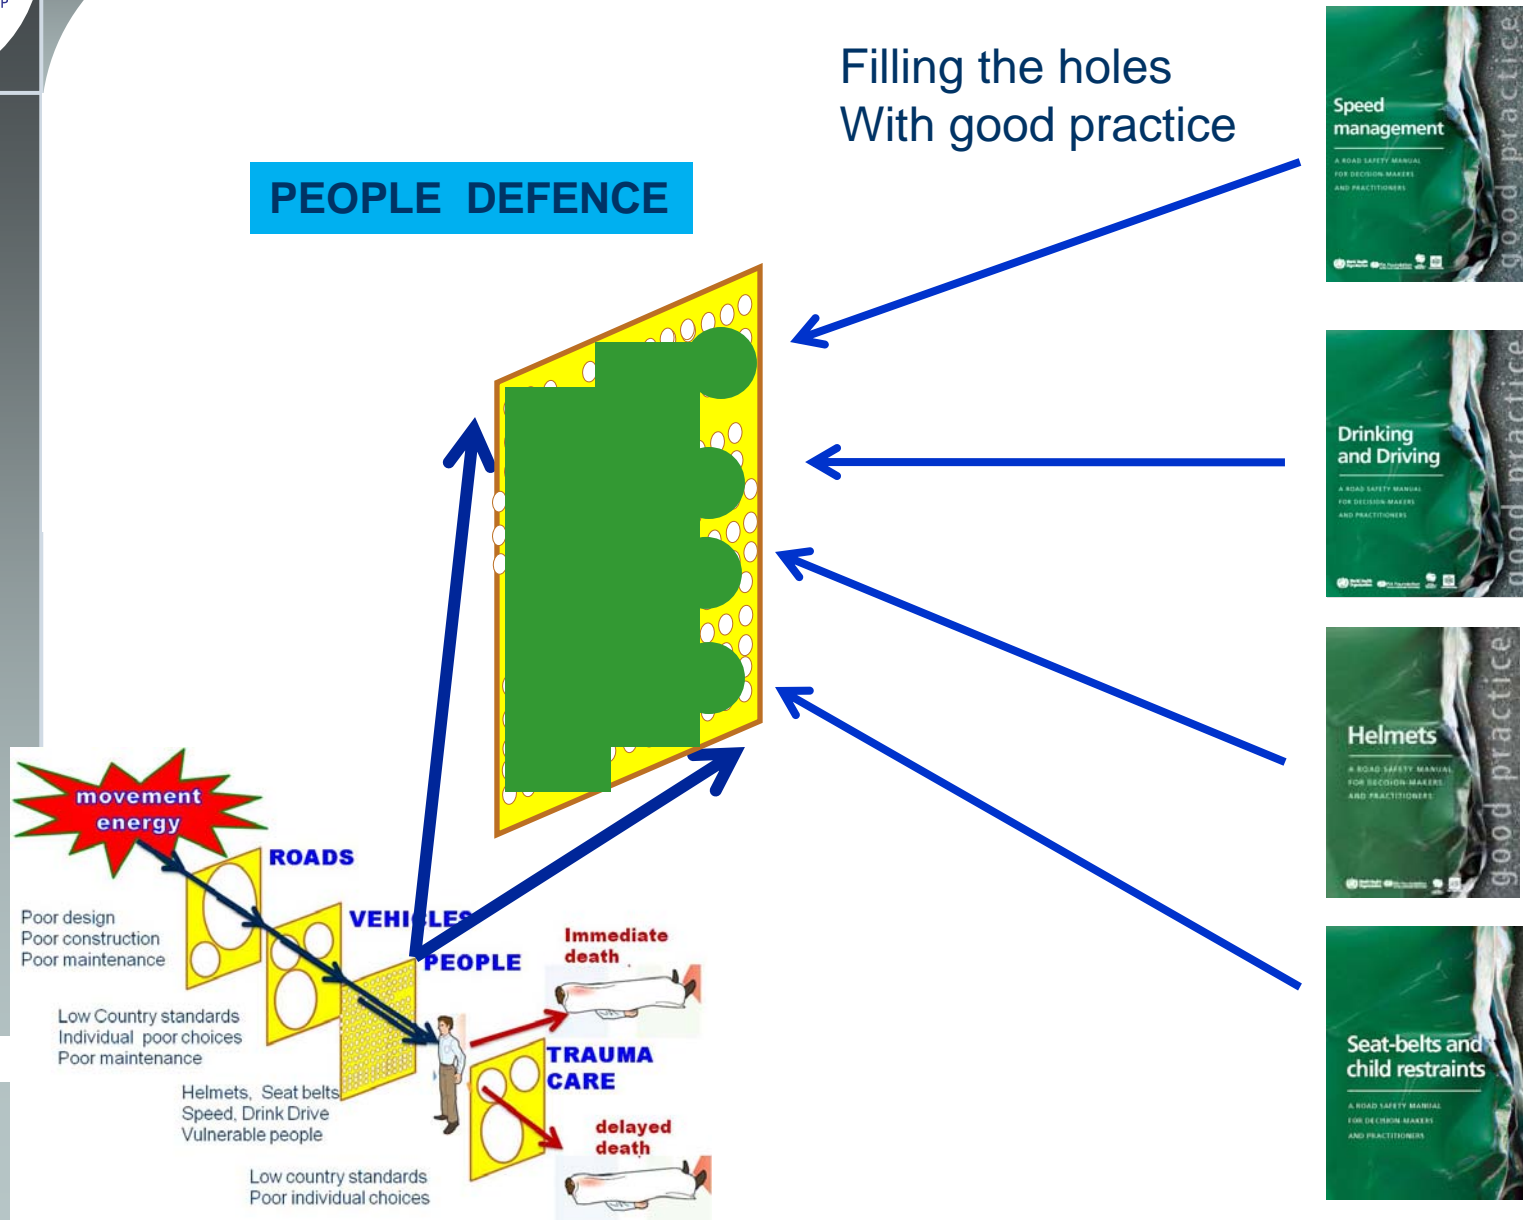 P
Filling the holes
With good practice
PEOPLE DEFENCE
Speed
management
A ROAD SAFETY MANUAL
FOR DECISION-MAKERS
AND PRACTITIONERS
good practice
Drinking
and Driving
A ROAD SAFETY MANUAL
FOR DECISION-MAKERS
AND PRACTITIONERS
good practice
Helmets
A ROAD SAFETY MANUAL
FOR DECISION-MAKERS
AND PRACTITIONERS
good practice
Seat-belts and
child restraints
A ROAD SAFETY MANUAL
FOR DECISION-MAKERS
AND PRACTITIONERS
movement
energy
ROADS
Poor design
Poor construction
Poor maintenance
VEHICLES
Low Country standards
Individual poor choices
Poor maintenance
PEOPLE
Helmets, Seat belts
Speed, Drink Drive
Vulnerable people
Immediate
death
TRAUMA
CARE
delayed
death
Low country standards
Poor individual choices